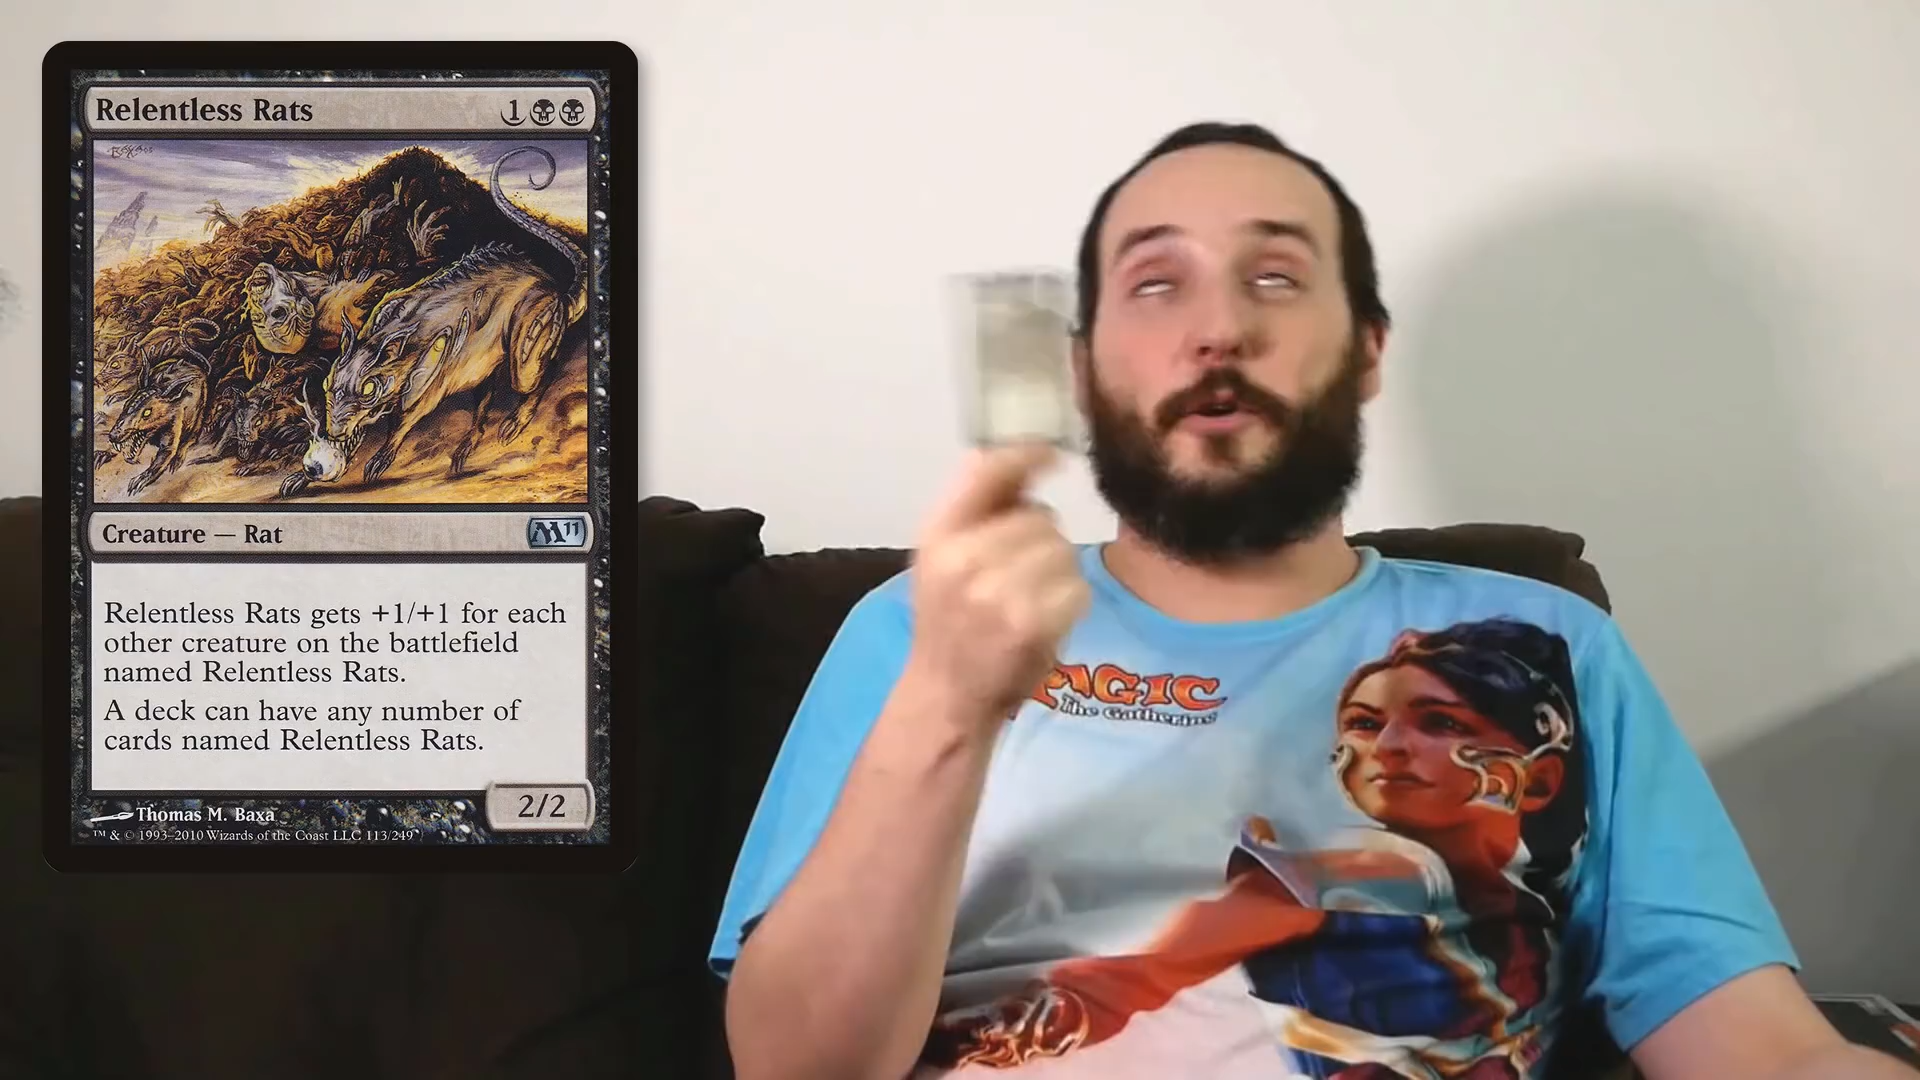 Relentless Rats
1
Creature — Rat
M11
Relentless Rats gets +1/+1 for each
other creature on the battlefield
named Relentless Rats.
A deck can have any number of
cards named Relentless Rats.
2/2
Thomas M. Baxa
™ & © 1993–2010 Wizards of the Coast LLC 113/249
MAGIC
The Gathering